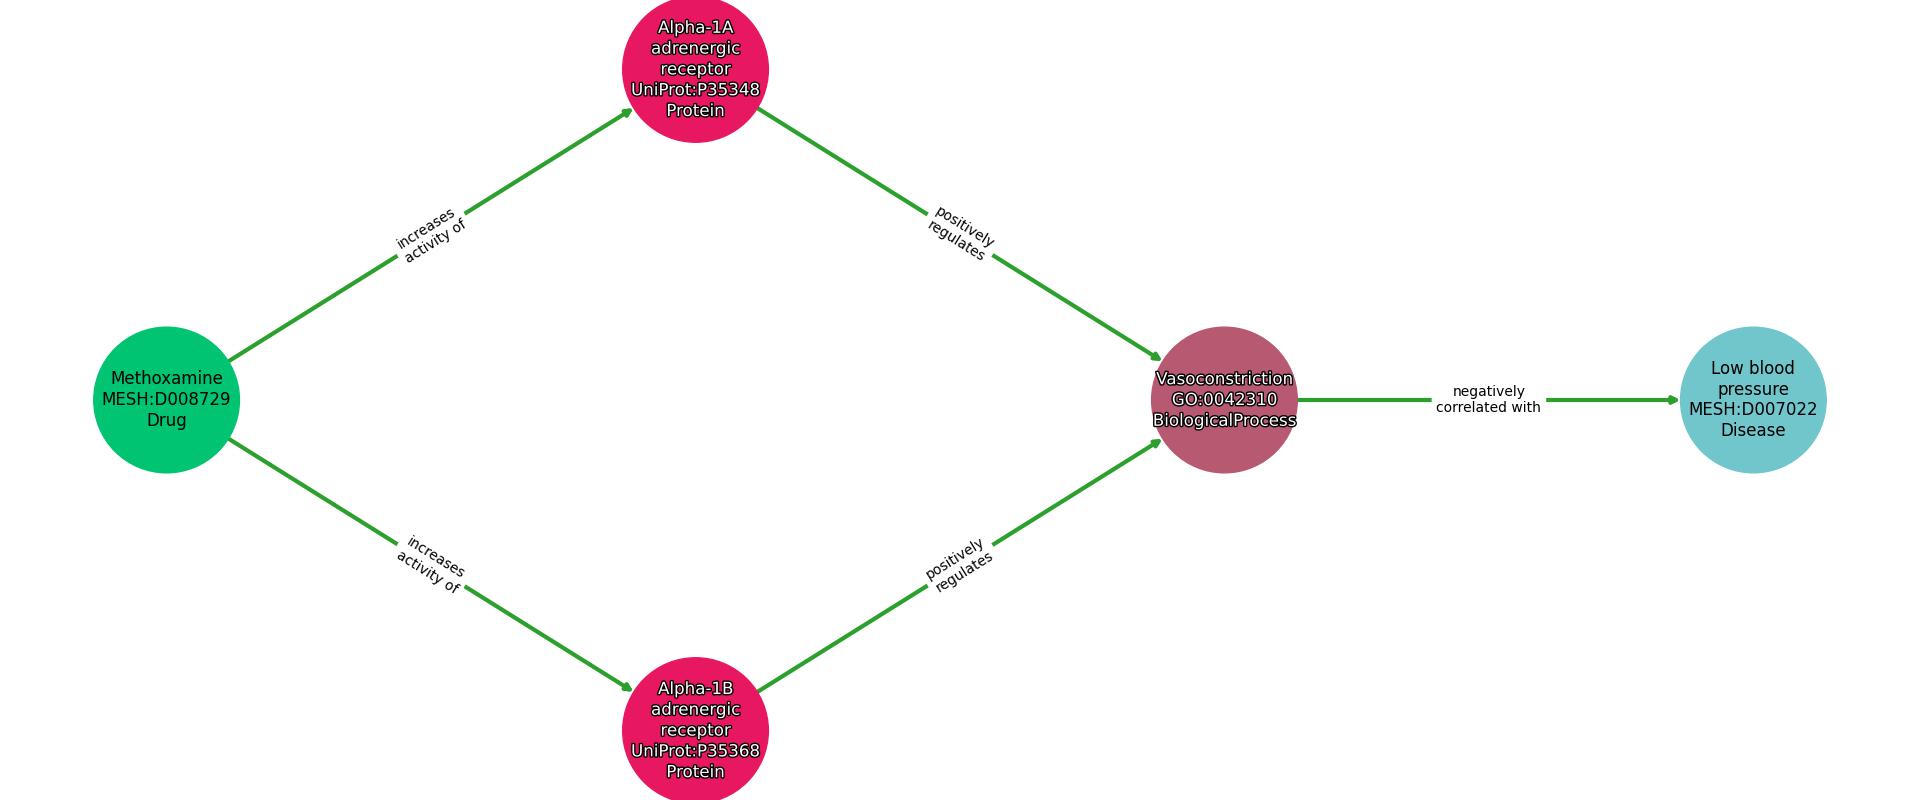 Alpha-1A
adrenergic
receptor
UniProt:P35348
Protein
increases
activity of
positively
regulates
Methoxamine
MESH:D008729
Drug
Vasoconstriction
GO:0042310
BiologicalProcess
negatively
correlated with
Low blood
pressure
MESH:D007022
Disease
increases
activity of
positively
regulates
Alpha-1B
adrenergic
receptor
UniProt:P35368
Protein